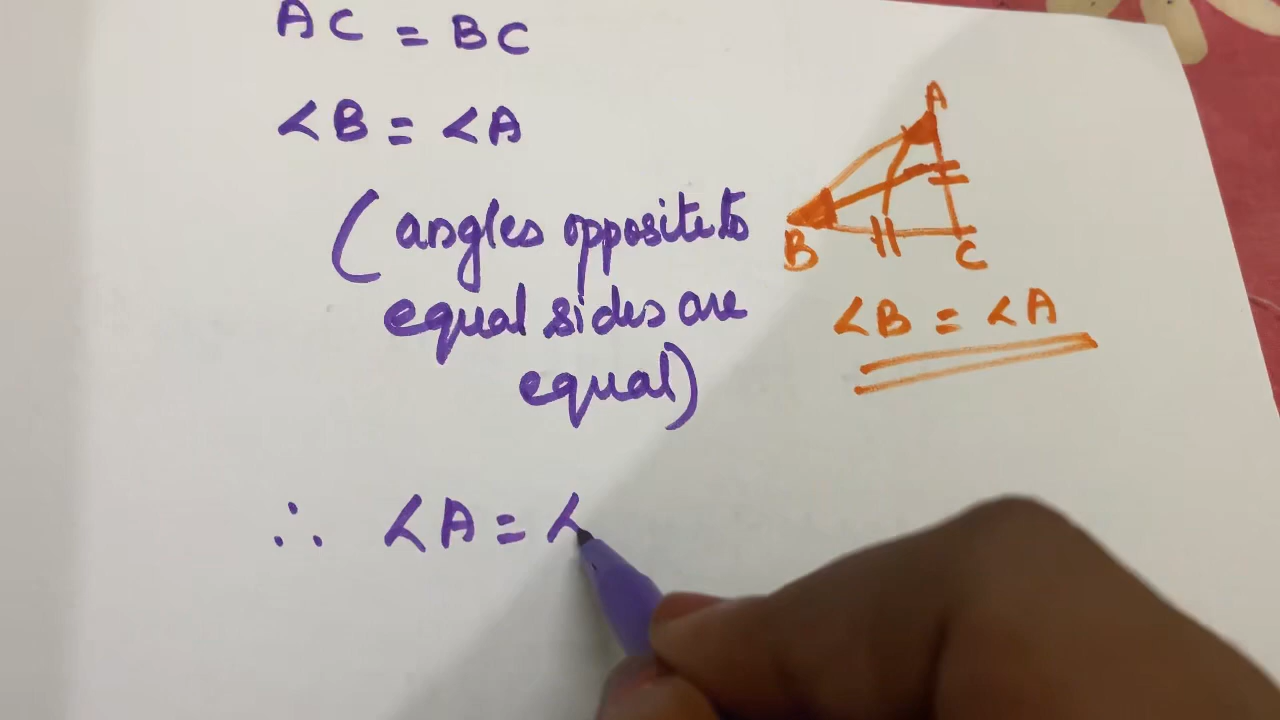 AC = BC
∠B = ∠A
(angles opposite to
equal sides are
equal)
A
B
C
∠B = ∠A
∴ ∠A = ∠